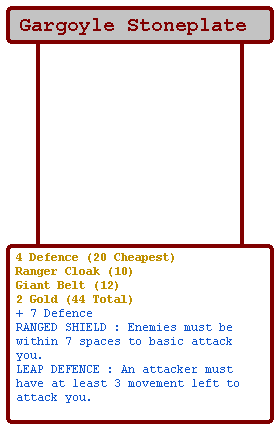 Gargoyle Stoneplate
4 Defence (20 Cheapest)
Ranger Cloak (10)
Giant Belt (12)
2 Gold (44 Total)
+ 7 Defence
RANGED SHIELD : Enemies must be
within 7 spaces to basic attack
you.
LEAP DEFENCE : An attacker must
have at least 3 movement left to
attack you.